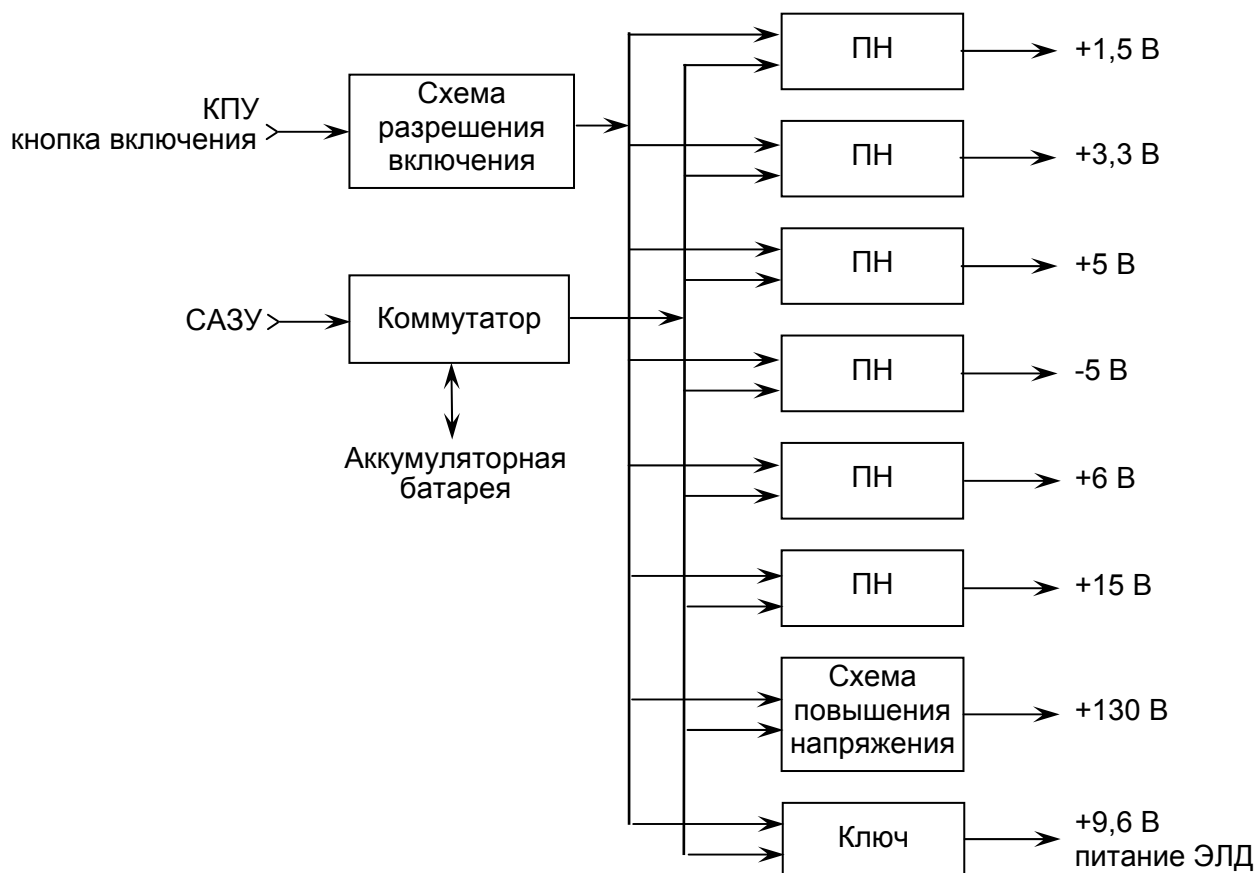 ПН
+1,5 В
КПУ
кнопка включения
Схема
разрешения
включения
ПН
+3,3 В
ПН
+5 В
САЗУ
Коммутатор
ПН
-5 В
Аккумуляторная
батарея
ПН
+6 В
ПН
+15 В
Схема
повышения
напряжения
+130 В
Ключ
+9,6 В
питание ЭЛД